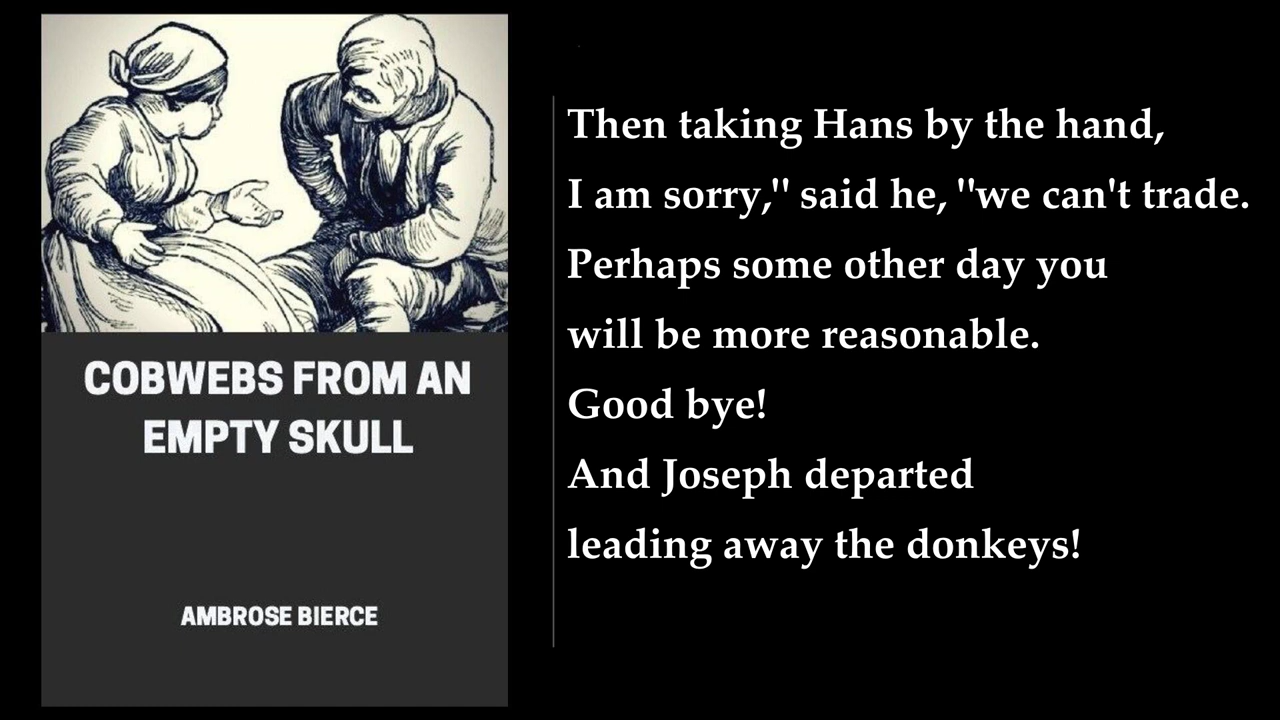 COBWEBS FROM AN
EMPTY SKULL
AMBROSE BIERCE
Then taking Hans by the hand,
I am sorry," said he, "we can't trade.
Perhaps some other day you
will be more reasonable.
Good bye!
And Joseph departed
leading away the donkeys!